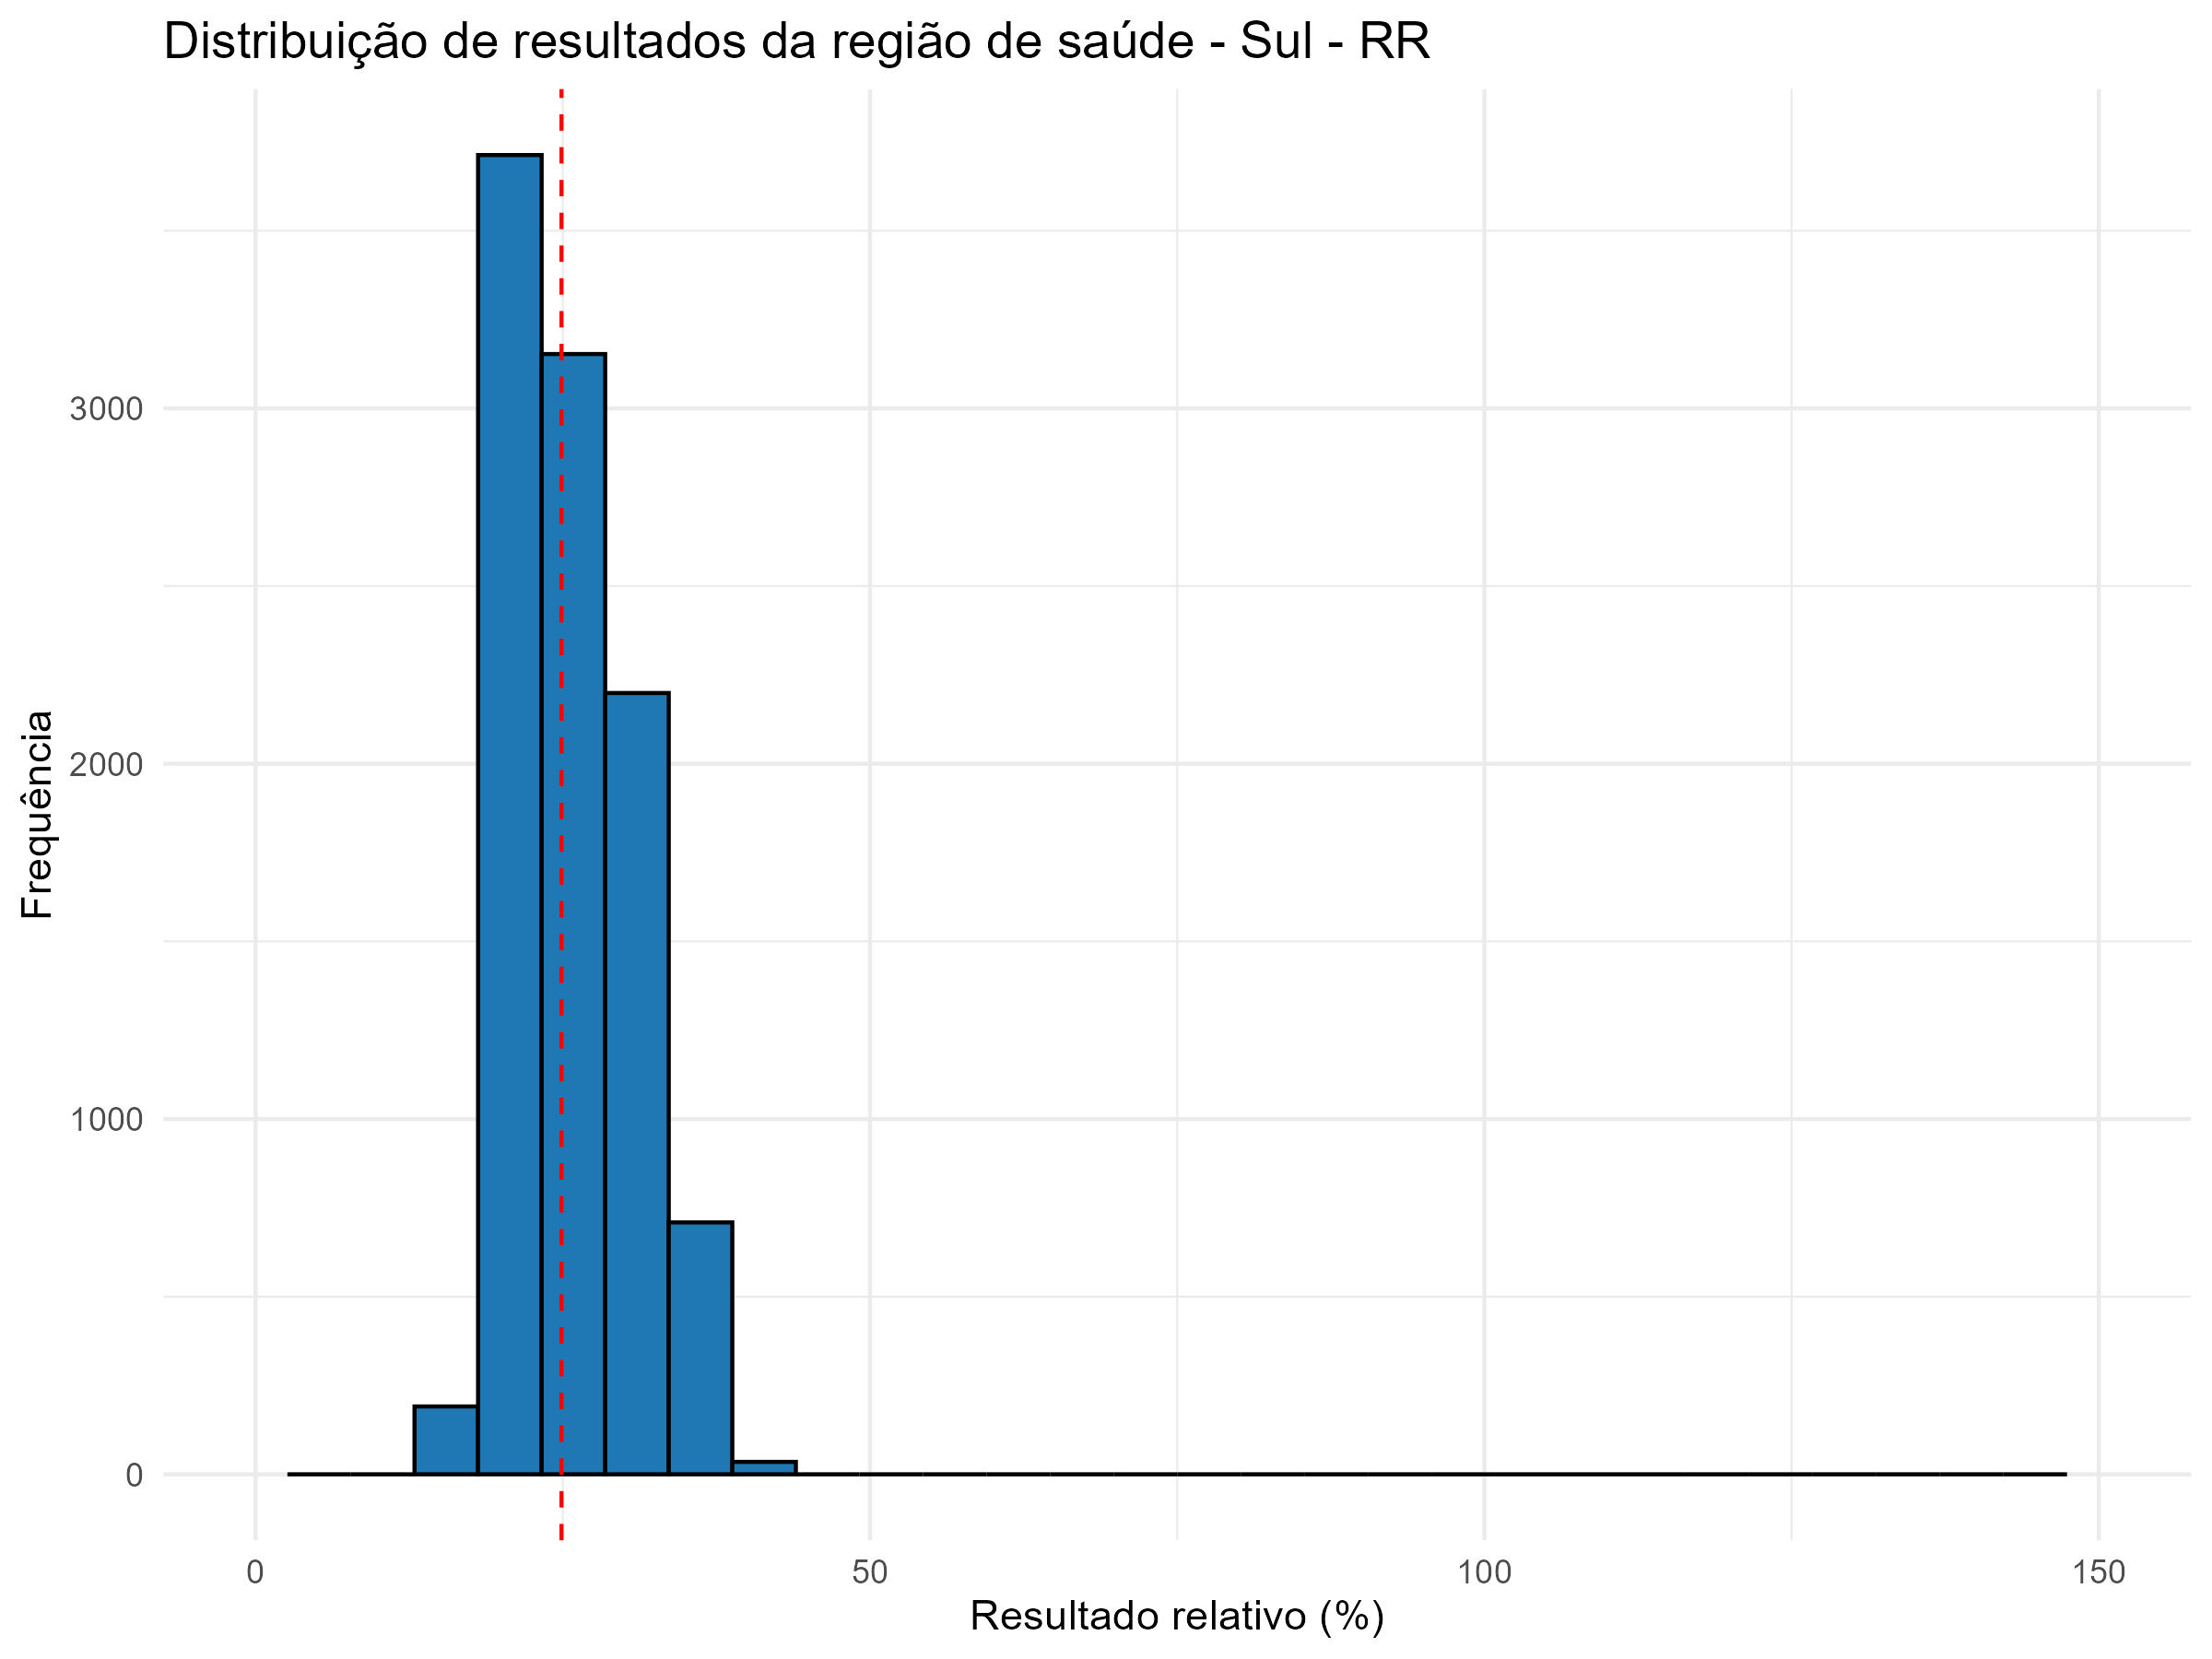 Distribuição de resultados da região de saúde - Sul - RR
Frequência
3000
2000
1000
0
0
50
100
150
Resultado relativo (%)